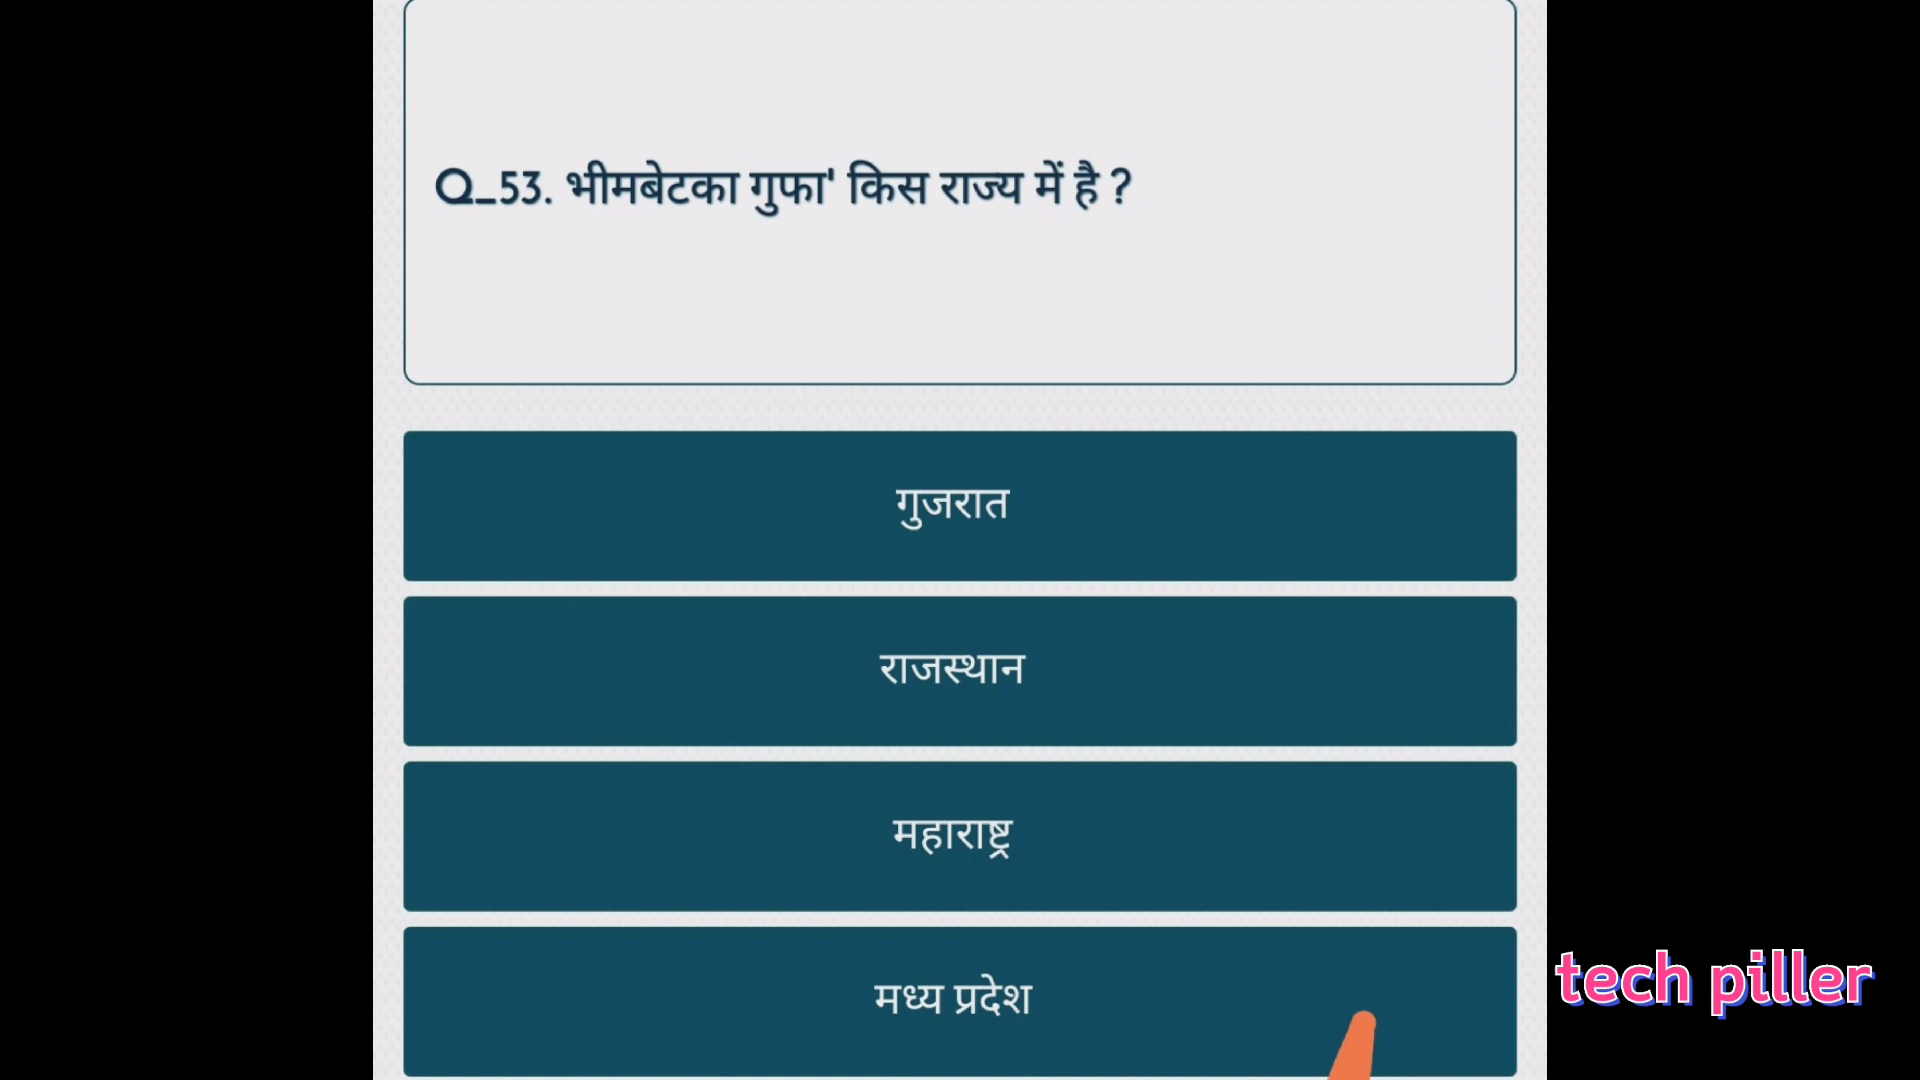 Q_53. भीमबेटका गुफा' किस राज्य में है ?
गुजरात
राजस्थान
महाराष्ट्र
मध्य प्रदेश
tech piller